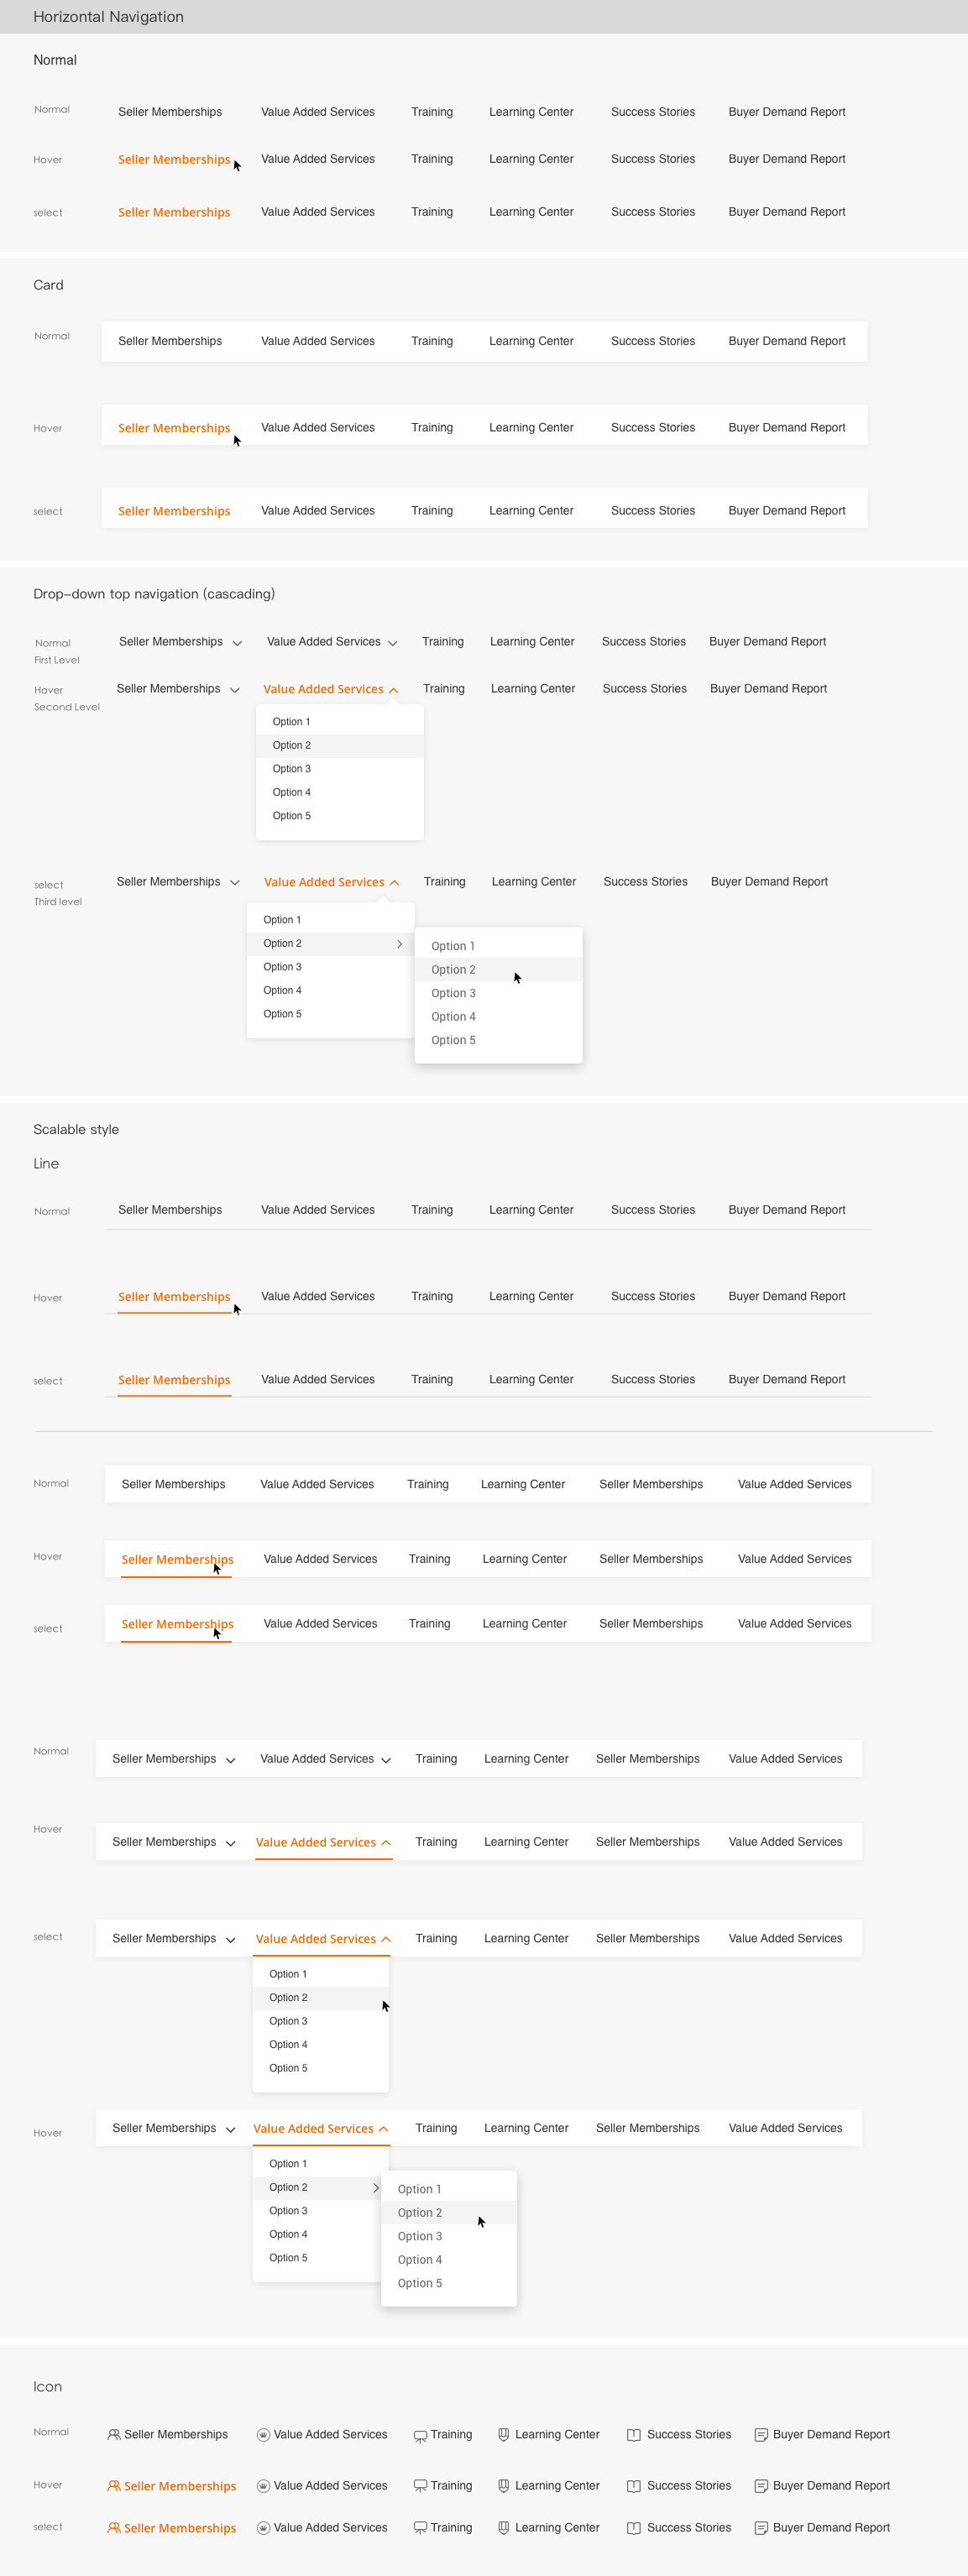 Horizontal Navigation
Normal
Normal Seller Memberships Value Added Services Training Learning Center Success Stories Buyer Demand Report
Hover Seller Memberships Value Added Services Training Learning Center Success Stories Buyer Demand Report
select Seller Memberships Value Added Services Training Learning Center Success Stories Buyer Demand Report
Card
Normal Seller Memberships Value Added Services Training Learning Center Success Stories Buyer Demand Report
Hover Seller Memberships Value Added Services Training Learning Center Success Stories Buyer Demand Report
select Seller Memberships Value Added Services Training Learning Center Success Stories Buyer Demand Report
Drop-down top navigation (cascading)
Normal Seller Memberships Value Added Services Training Learning Center Success Stories Buyer Demand Report
First Level
Hover Seller Memberships Value Added Services Training Learning Center Success Stories Buyer Demand Report
Second Level
Option 1
Option 2
Option 3
Option 4
Option 5
select Seller Memberships Value Added Services Training Learning Center Success Stories Buyer Demand Report
Third level
Option 1
Option 2
Option 3
Option 4
Option 5
Option 1
Option 2
Option 3
Option 4
Option 5
Scalable style
Line
Normal Seller Memberships Value Added Services Training Learning Center Success Stories Buyer Demand Report
Hover Seller Memberships Value Added Services Training Learning Center Success Stories Buyer Demand Report
select Seller Memberships Value Added Services Training Learning Center Success Stories Buyer Demand Report
Normal Seller Memberships Value Added Services Training Learning Center Seller Memberships Value Added Services
Hover Seller Memberships Value Added Services Training Learning Center Seller Memberships Value Added Services
select Seller Memberships Value Added Services Training Learning Center Seller Memberships Value Added Services
Normal Seller Memberships Value Added Services Training Learning Center Seller Memberships Value Added Services
Hover Seller Memberships Value Added Services Training Learning Center Seller Memberships Value Added Services
select Seller Memberships Value Added Services Training Learning Center Seller Memberships Value Added Services
Option 1
Option 2
Option 3
Option 4
Option 5
Hover Seller Memberships Value Added Services Training Learning Center Seller Memberships Value Added Services
Option 1
Option 2
Option 3
Option 4
Option 5
Option 1
Option 2
Option 3
Option 4
Option 5
Icon
Normal Seller Memberships Value Added Services Training Learning Center Success Stories Buyer Demand Report
Hover Seller Memberships Value Added Services Training Learning Center Success Stories Buyer Demand Report
select Seller Memberships Value Added Services Training Learning Center Success Stories Buyer Demand Report